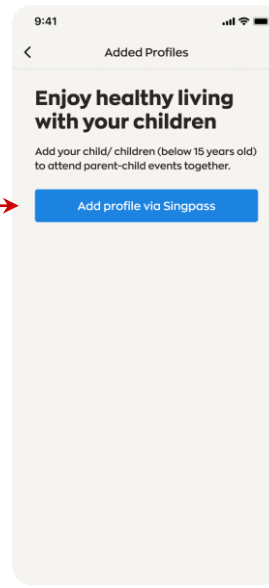 9:41
Added Profiles
Enjoy healthy living
with your children
Add your child/ children (below 15 years old)
to attend parent-child events together.
Add profile via Singpass